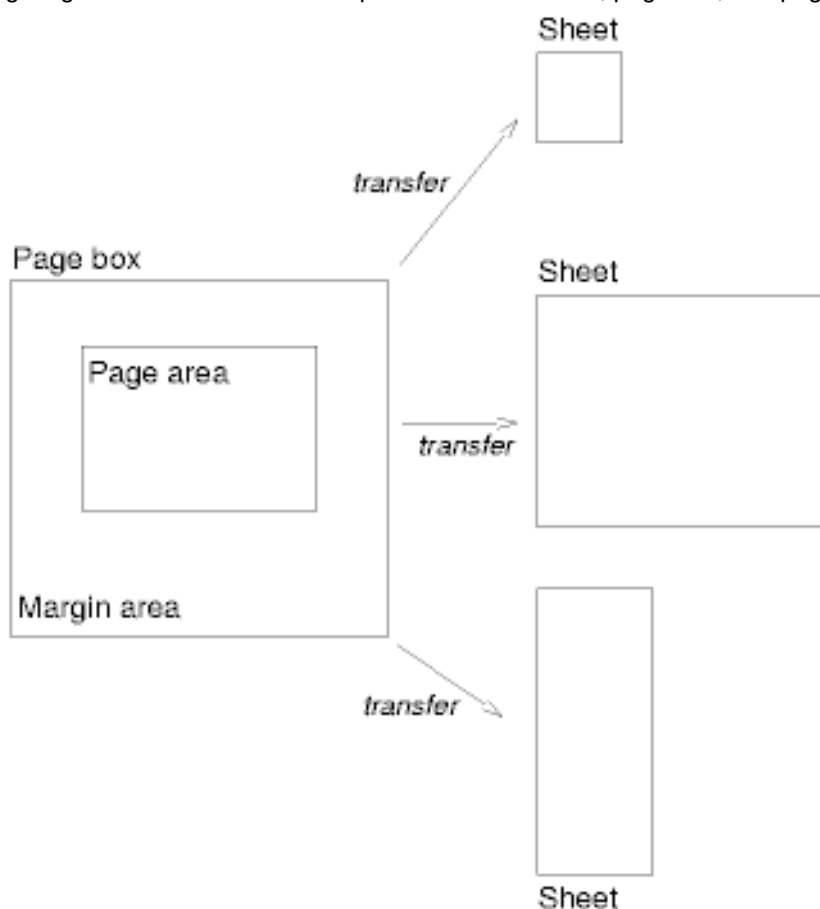 Sheet
transfer
Page box
Sheet
Page area
transfer
Margin area
transfer
Sheet